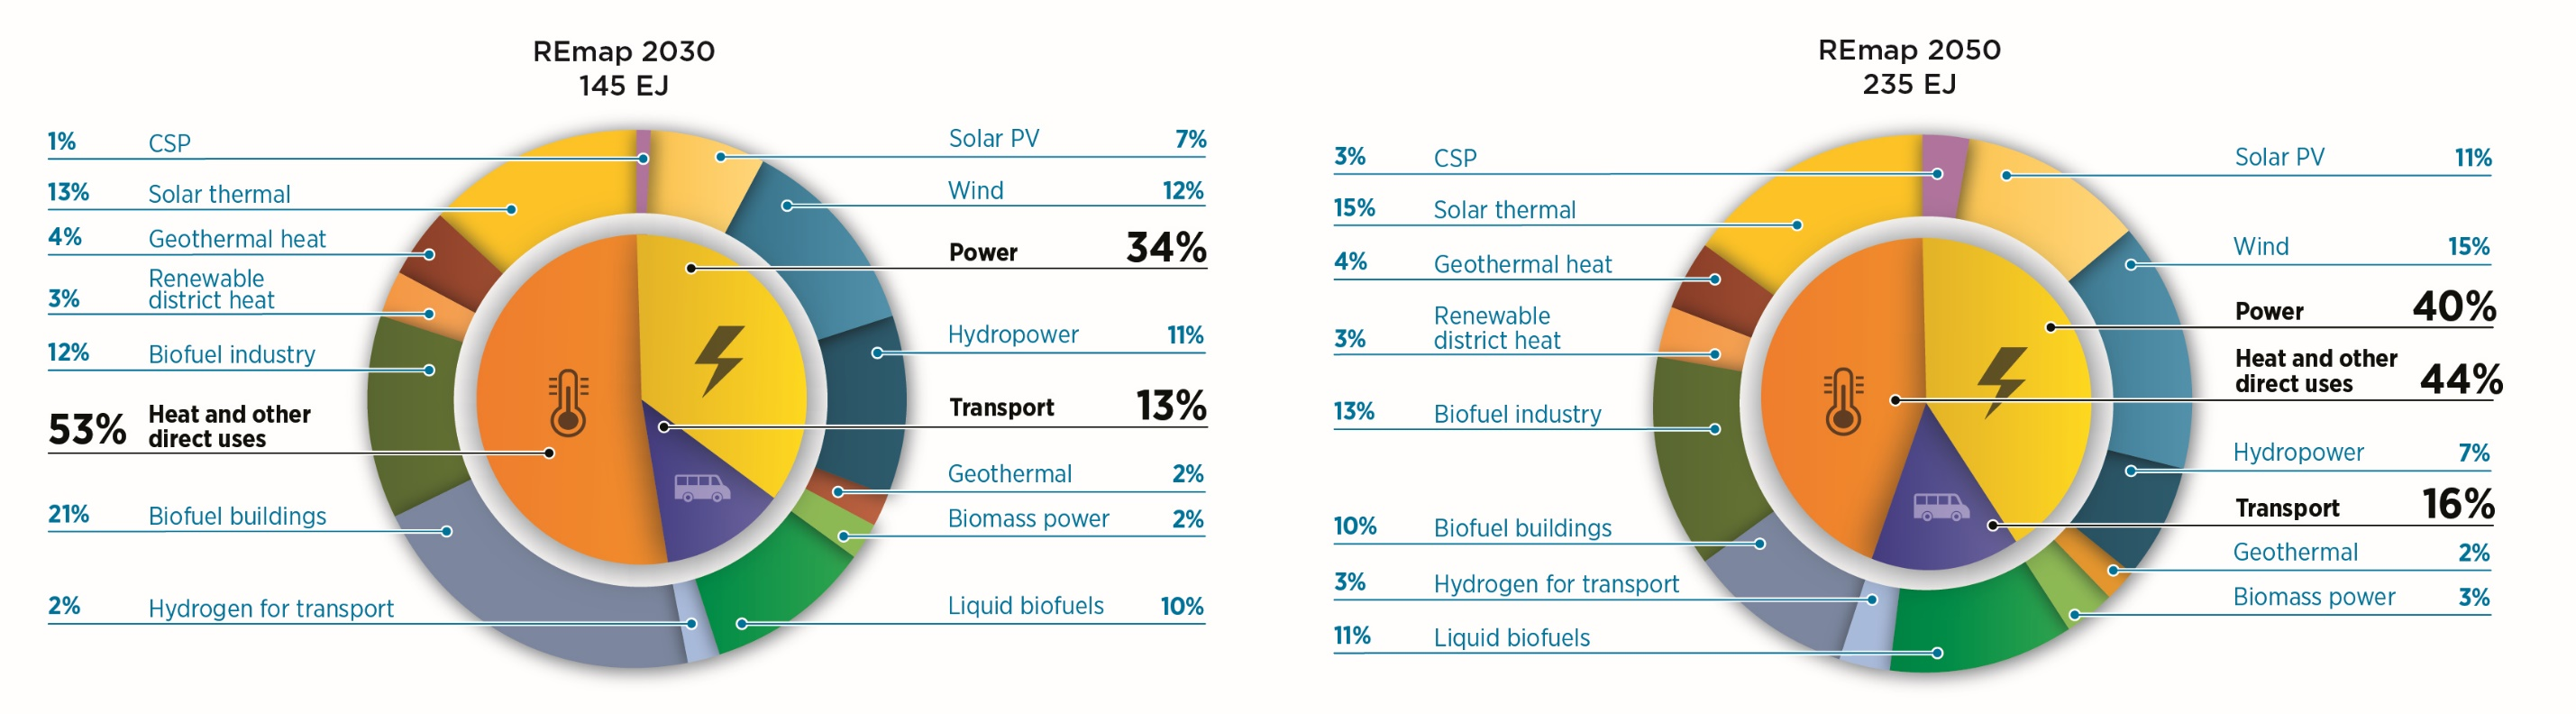 REmap 2030
145 EJ
1% CSP
13% Solar thermal
4% Geothermal heat
Renewable
3% district heat
12% Biofuel industry
53% Heat and other
direct uses
21% Biofuel buildings
2% Hydrogen for transport
Solar PV 7%
Wind 12%
Power 34%
Hydropower 11%
Transport 13%
Geothermal 2%
Biomass power 2%
Liquid biofuels 10%
REmap 2050
235 EJ
3% CSP
15% Solar thermal
4% Geothermal heat
Renewable
3% district heat
13% Biofuel industry
10% Biofuel buildings
3% Hydrogen for transport
11% Liquid biofuels
Solar PV 11%
Wind 15%
Power 40%
Heat and other
direct uses 44%
Hydropower 7%
Transport 16%
Geothermal 2%
Biomass power 3%